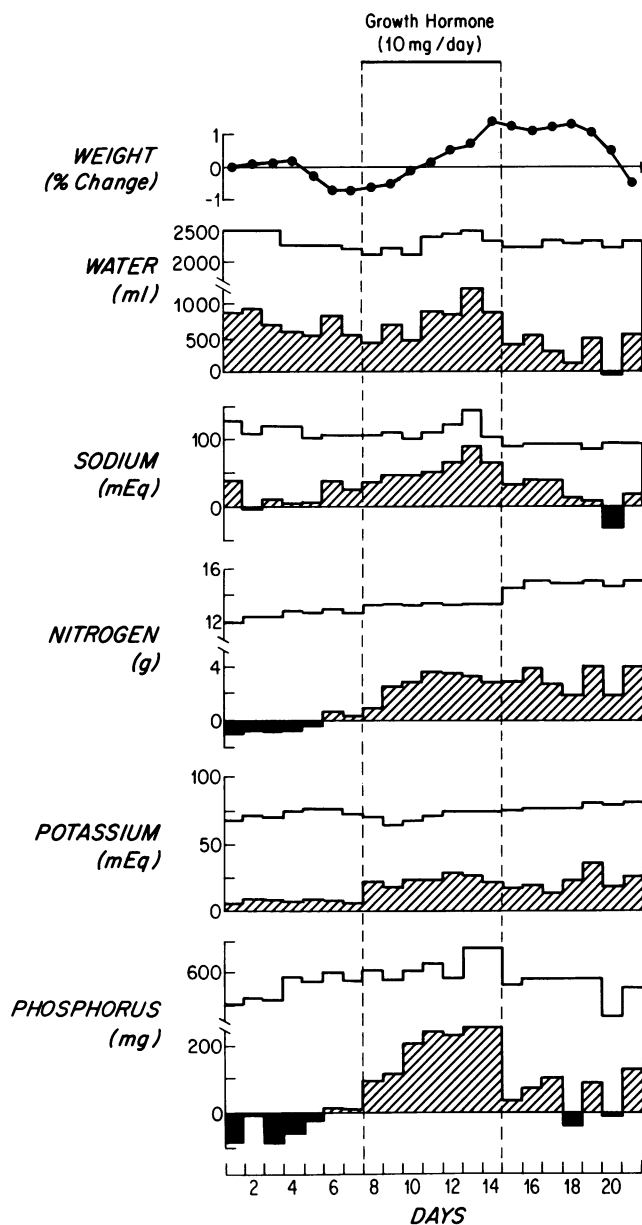 Growth Hormone
(10 mg/day)
WEIGHT
(% Change)
1
0
-1
WATER
(ml)
2500
2000
1000
500
0
SODIUM
(mEq)
100
0
NITROGEN
(g)
16
12
4
0
POTASSIUM
(mEq)
100
50
0
PHOSPHORUS
(mg)
600
200
0
2 4 6 8 10 12 14 16 18 20
DAYS